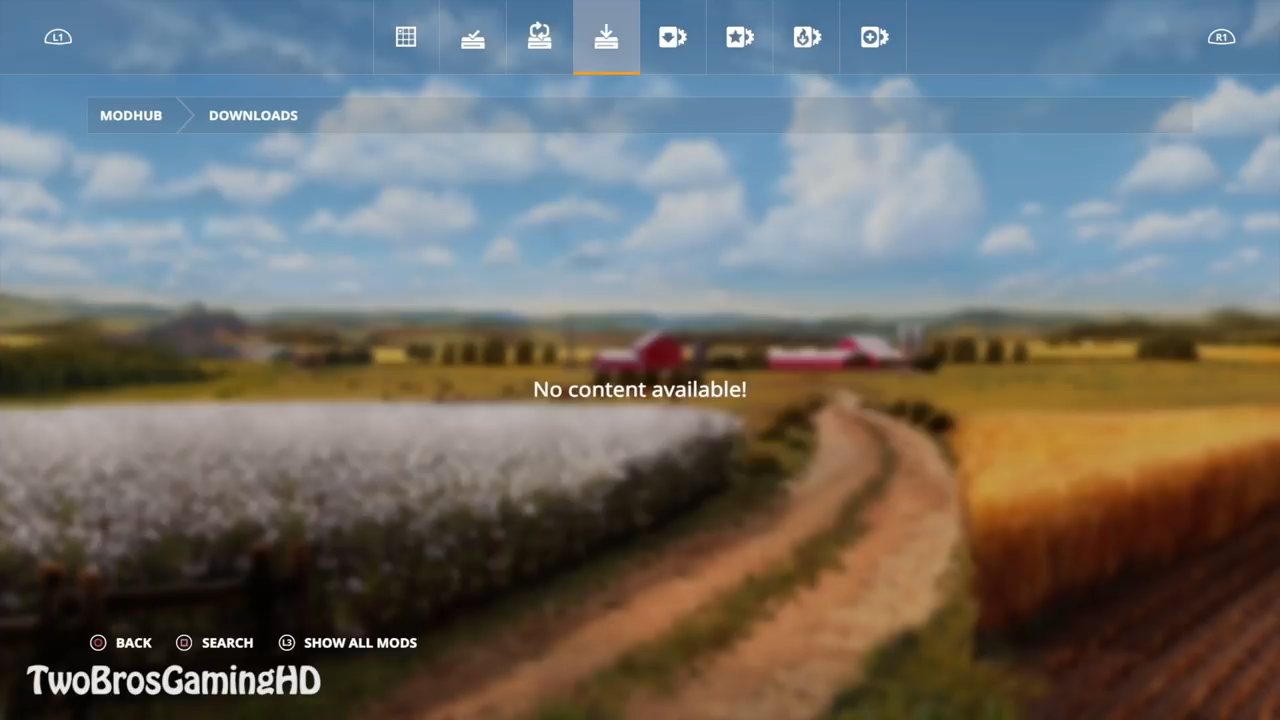 L1
R1
MODHUB
DOWNLOADS
No content available!
BACK
SEARCH
L3 SHOW ALL MODS
TwoBrosGamingHD